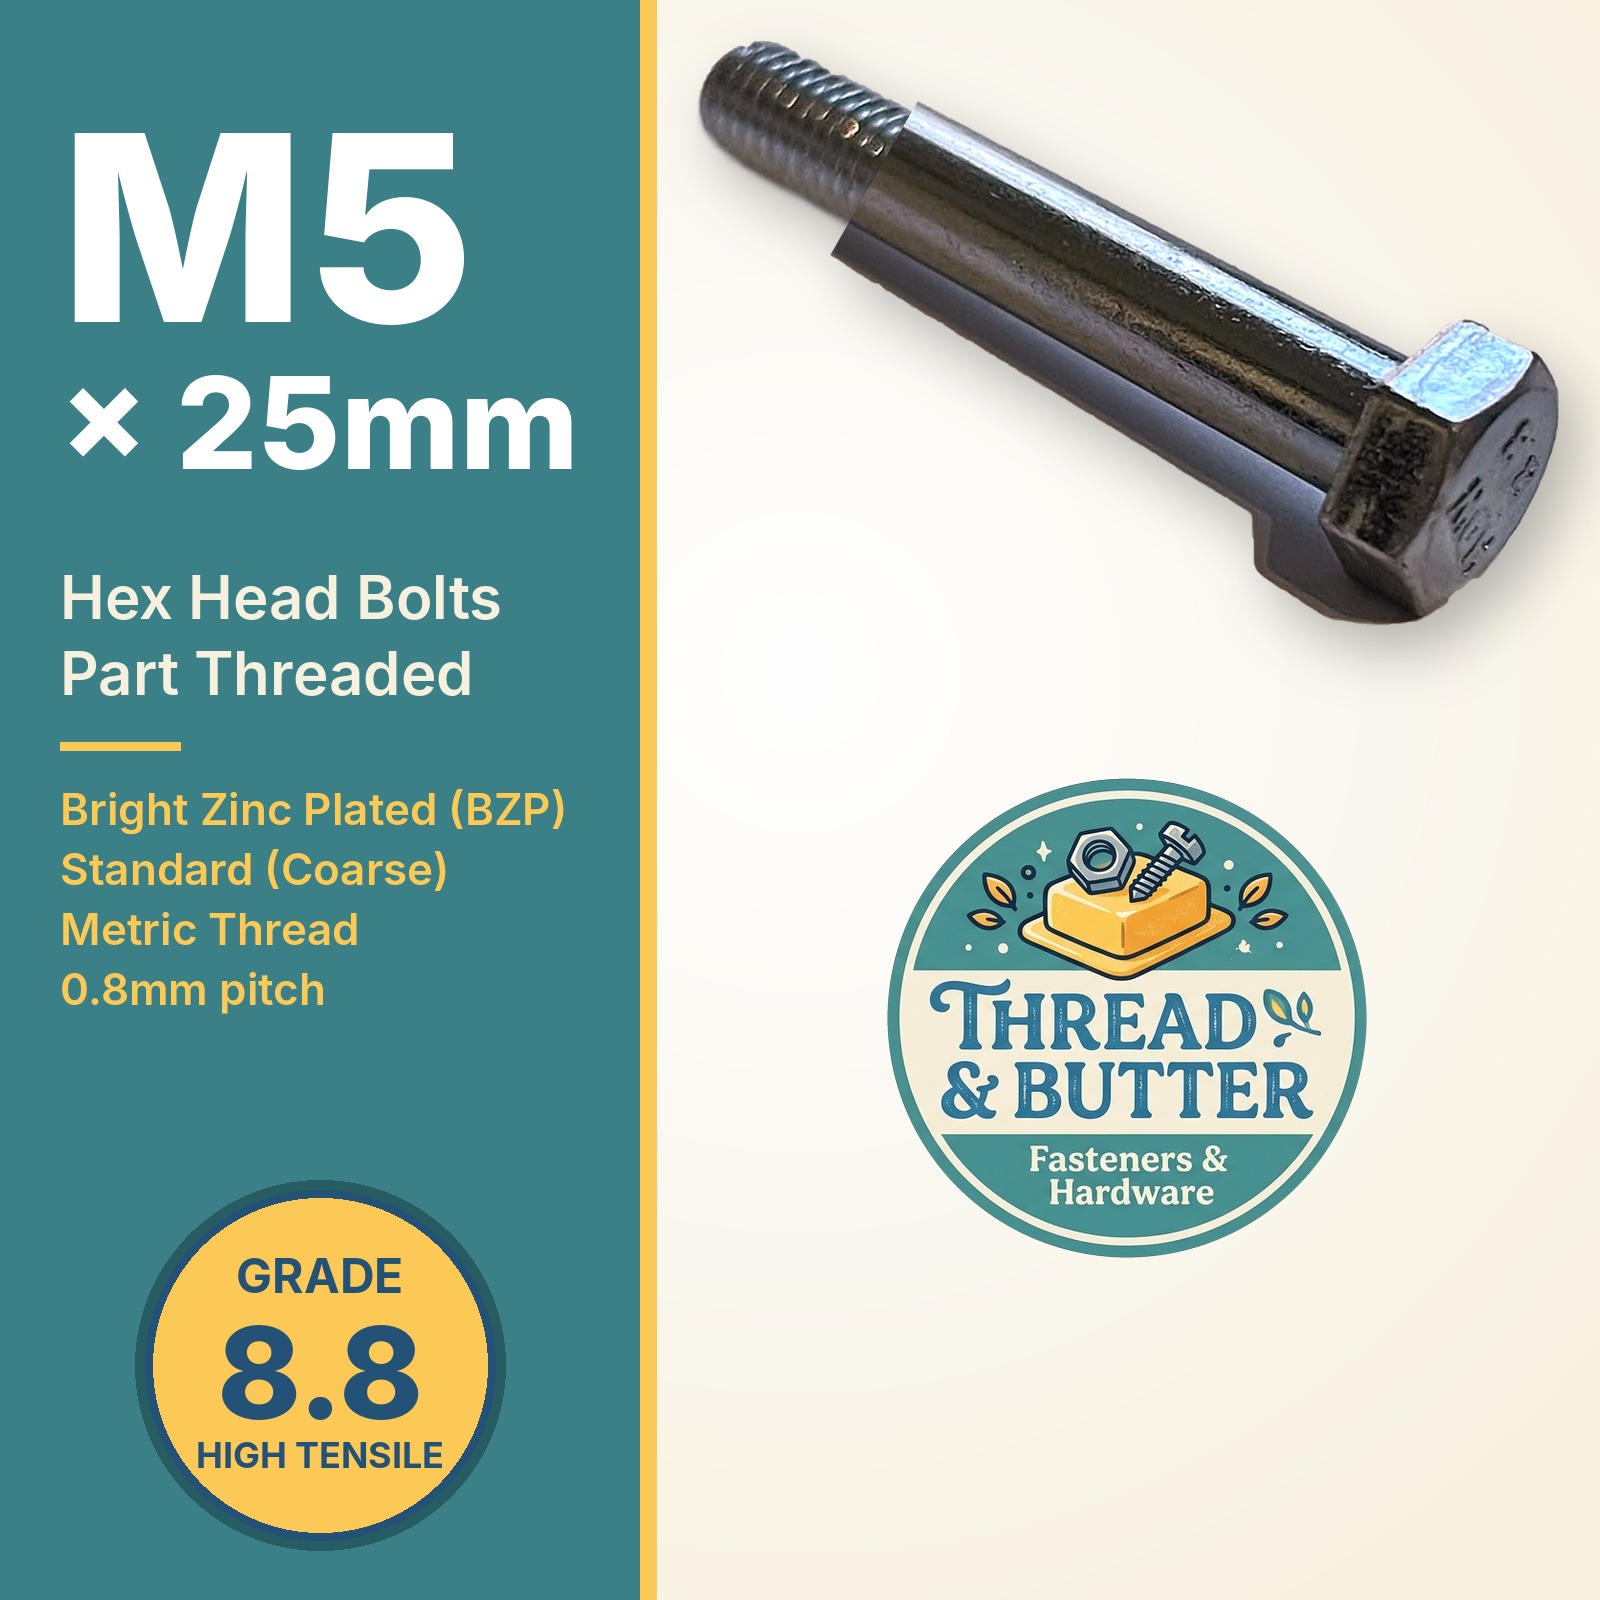 M5
× 25mm
Hex Head Bolts
Part Threaded
Bright Zinc Plated (BZP)
Standard (Coarse)
Metric Thread
0.8mm pitch
GRADE
8.8
HIGH TENSILE
THREAD
& BUTTER
Fasteners &
Hardware